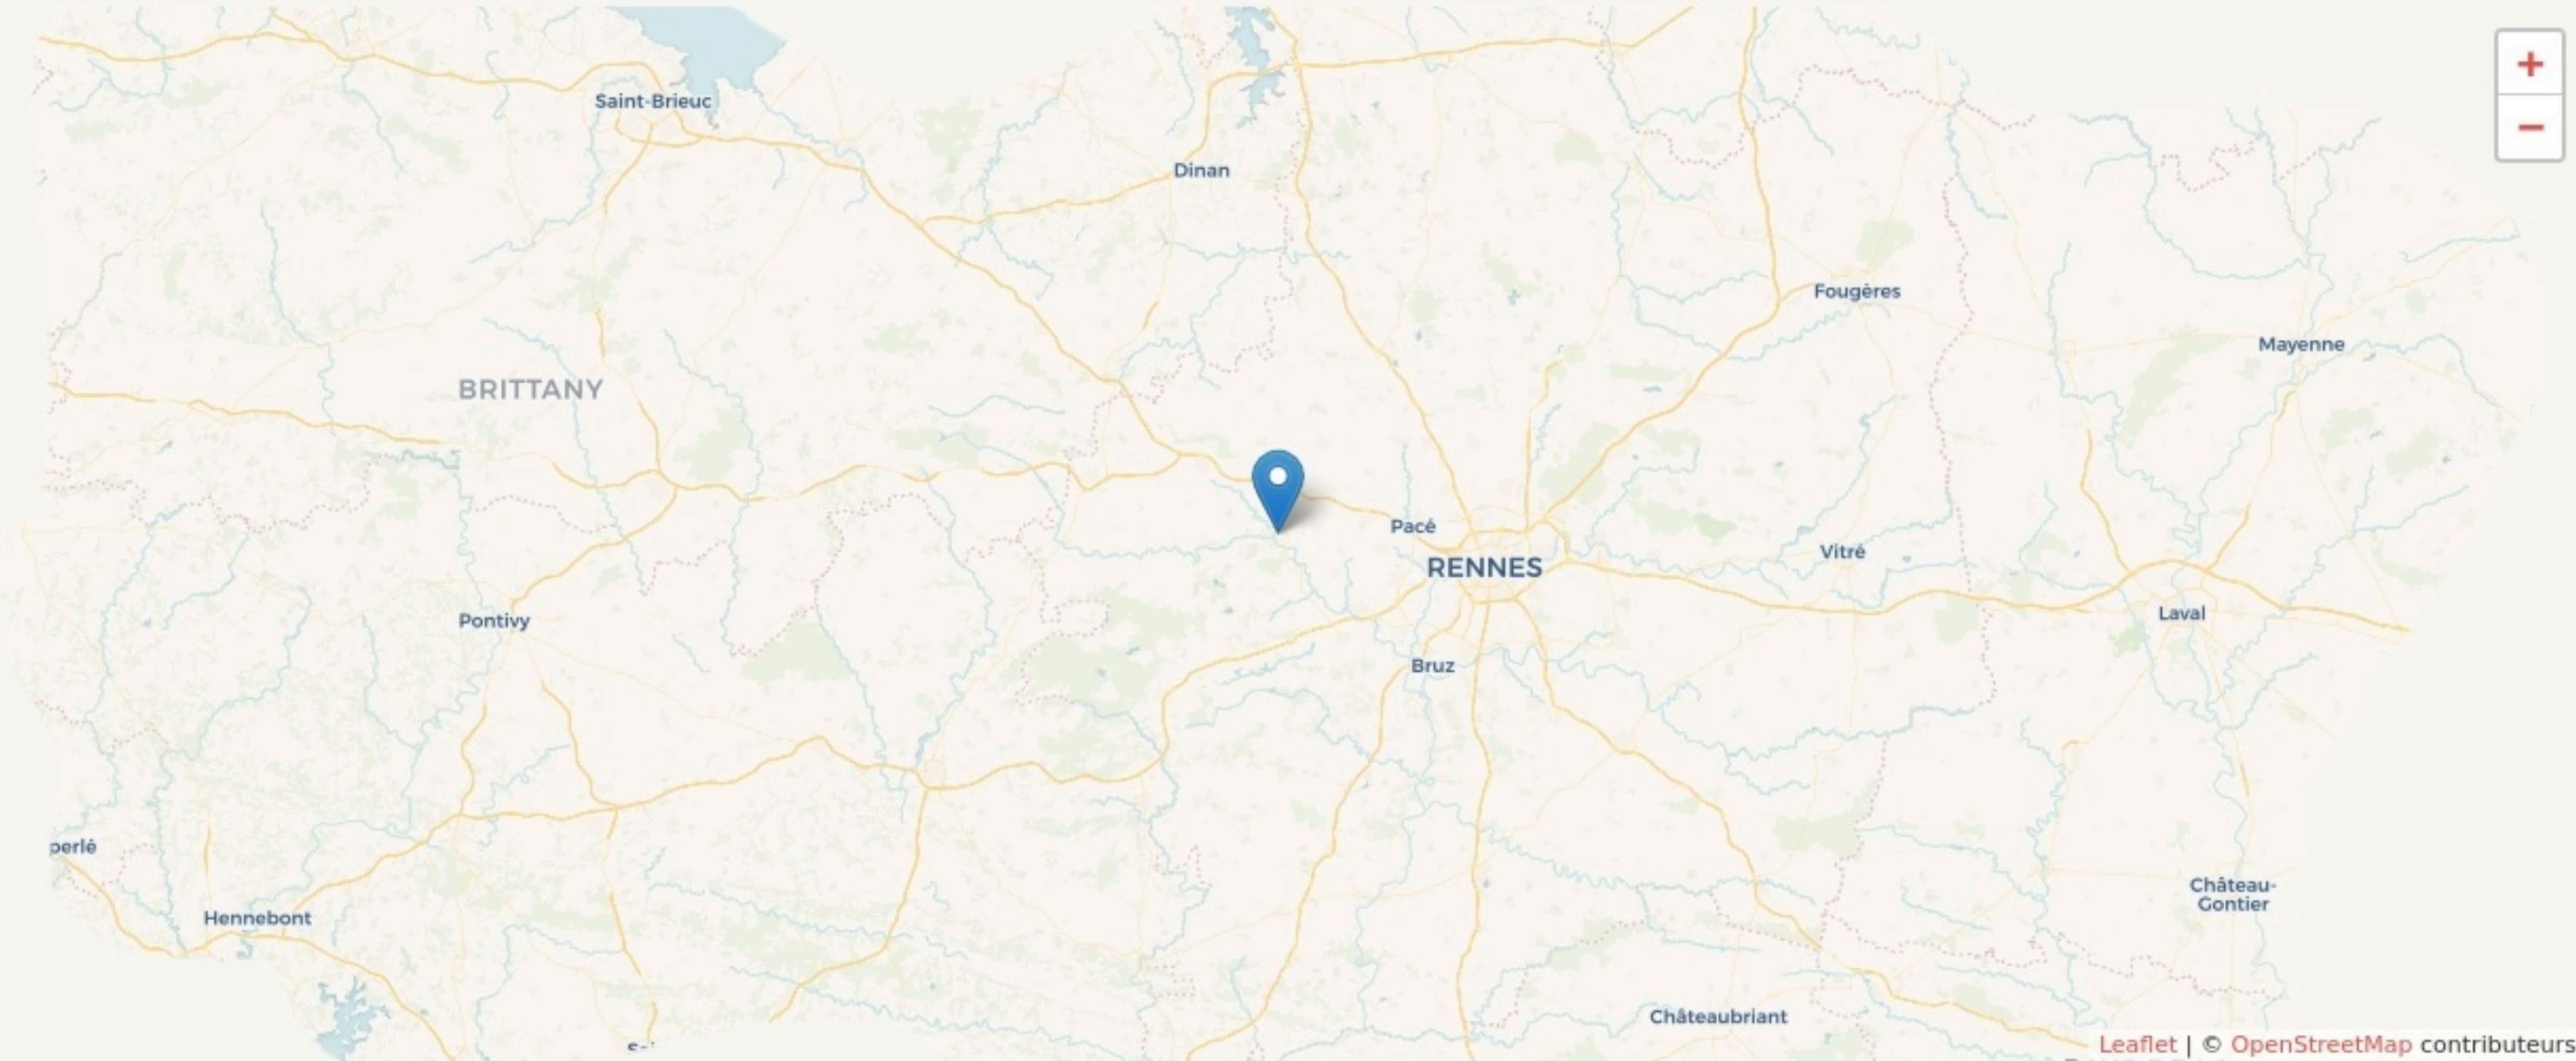 +
−
Saint-Brieuc
Dinan
Fougères
Mayenne
BRITTANY
Pacé
RENNES
Vitré
Laval
Pontivy
Bruz
perlé
Château-
Gontier
Hennebont
Châteaubriant
Leaflet | © OpenStreetMap contributeurs